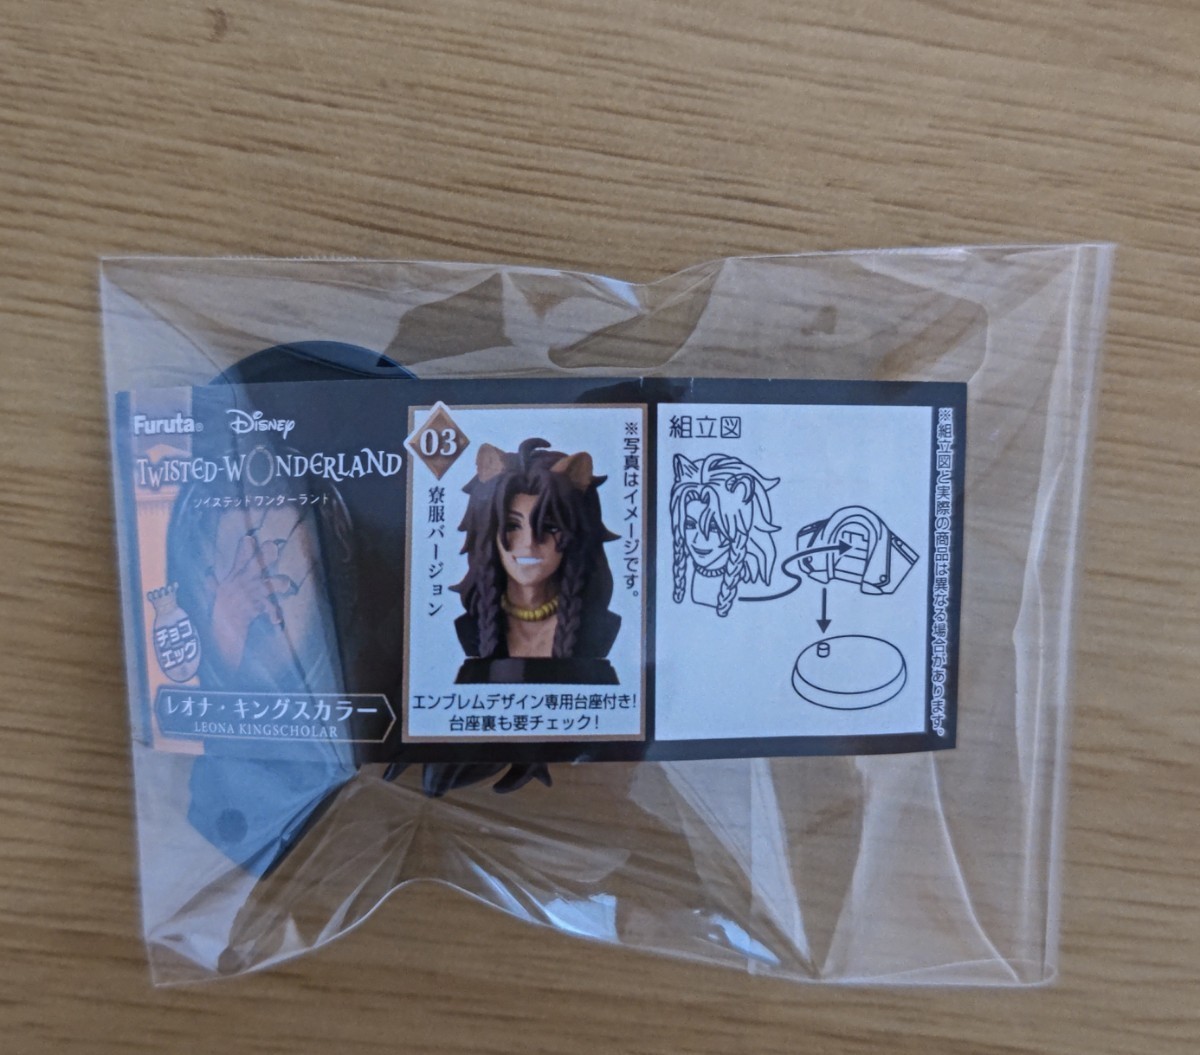 Furuta®
Disney
TWISTED-WONDERLAND
ツイステッドワンダーランド
チョコ
エッグ
レオナ・キングスカラー
LEONA KINGSCHOLAR
03
寮服バージョン
※写真はイメージです。
エンブレムデザイン専用台座付き!
台座裏も要チェック!
組立図
※組立図と実際の商品は異なる場合があります。